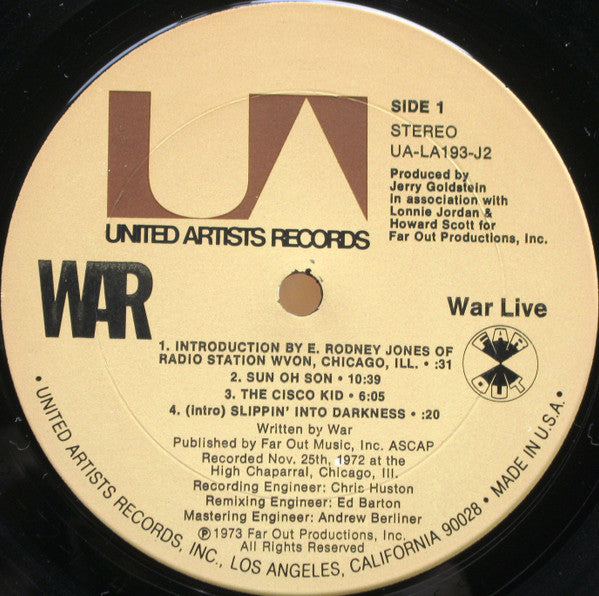 SIDE 1
STEREO
UA-LA193-J2
Produced by
Jerry Goldstein
in association with
Lonnie Jordan &
Howard Scott for
Far Out Productions, Inc.
UA
UNITED ARTISTS RECORDS
WAR
War Live
FAR OUT
1. INTRODUCTION BY E. RODNEY JONES OF
RADIO STATION WVON, CHICAGO, ILL. • :31
2. SUN OH SON • 10:39
3. THE CISCO KID • 6:05
4. (intro) SLIPPIN' INTO DARKNESS • :20
Written by War
Published by Far Out Music, Inc. ASCAP
Recorded Nov. 25th, 1972 at the
High Chaparral, Chicago, Ill.
Recording Engineer: Chris Huston
Remixing Engineer: Ed Barton
Mastering Engineer: Andrew Berliner
℗1973 Far Out Productions, Inc.
All Rights Reserved
• UNITED ARTISTS RECORDS, INC., LOS ANGELES, CALIFORNIA 90028 • MADE IN U.S.A. •